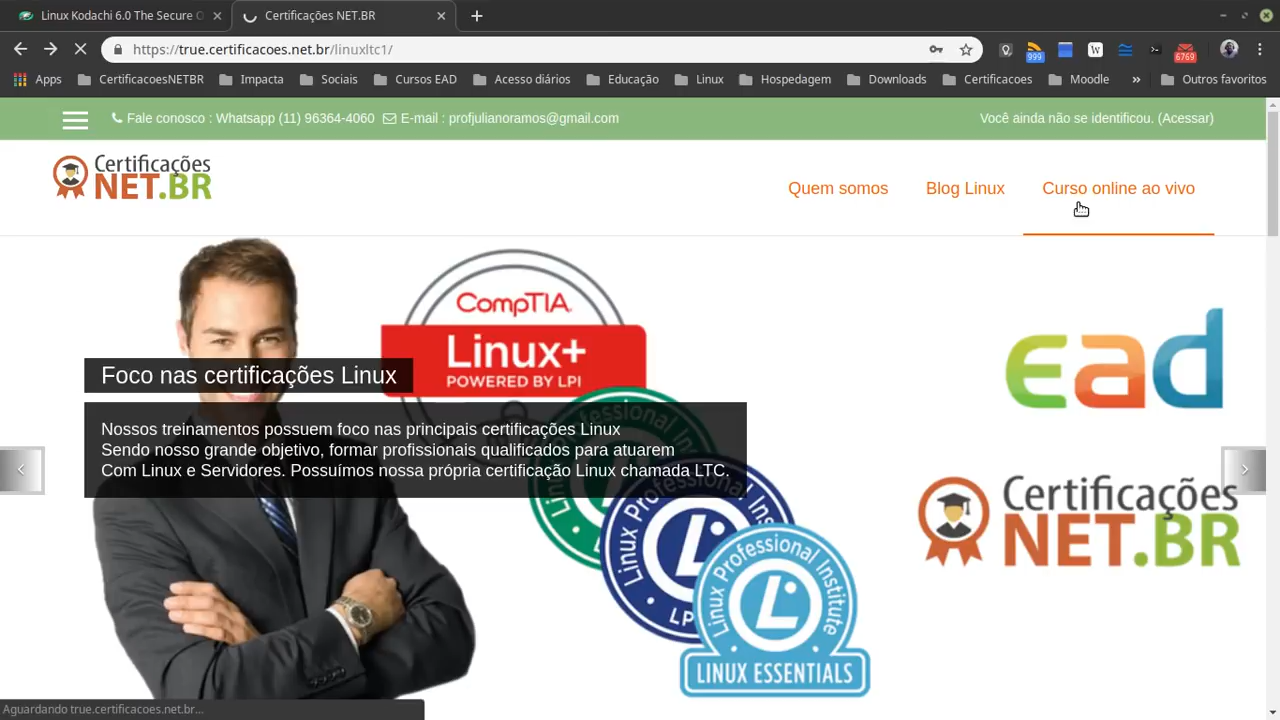 Linux Kodachi 6.0 The Secure O
Certificações NET.BR
https://true.certificacoes.net.br/linuxltc1/
999
W
6769
Apps
CertificacoesNETBR
Impacta
Sociais
Cursos EAD
Acesso diários
Educação
Linux
Hospedagem
Downloads
Certificacoes
Moodle
»
Outros favoritos
Fale conosco : Whatsapp (11) 96364-4060
E-mail : profjulianoramos@gmail.com
Você ainda não se identificou. (Acessar)
Certificações
NET.BR
Quem somos
Blog Linux
Curso online ao vivo
CompTIA.
Linux+
POWERED BY LPI
ead
Foco nas certificações Linux
Nossos treinamentos possuem foco nas principais certificações Linux
Sendo nosso grande objetivo, formar profissionais qualificados para atuarem
Com Linux e Servidores. Possuímos nossa própria certificação Linux chamada LTC.
Certificações
NET.BR
Linux Professional Institute
LINUX ESSENTIALS
Aguardando true.certificacoes.net.br...